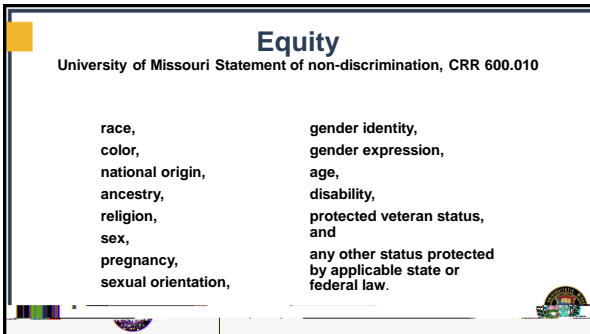 Equity
University of Missouri Statement of non-discrimination, CRR 600.010
race,
color,
national origin,
ancestry,
religion,
sex,
pregnancy,
sexual orientation,
gender identity,
gender expression,
age,
disability,
protected veteran status,
and
any other status protected
by applicable state or
federal law.